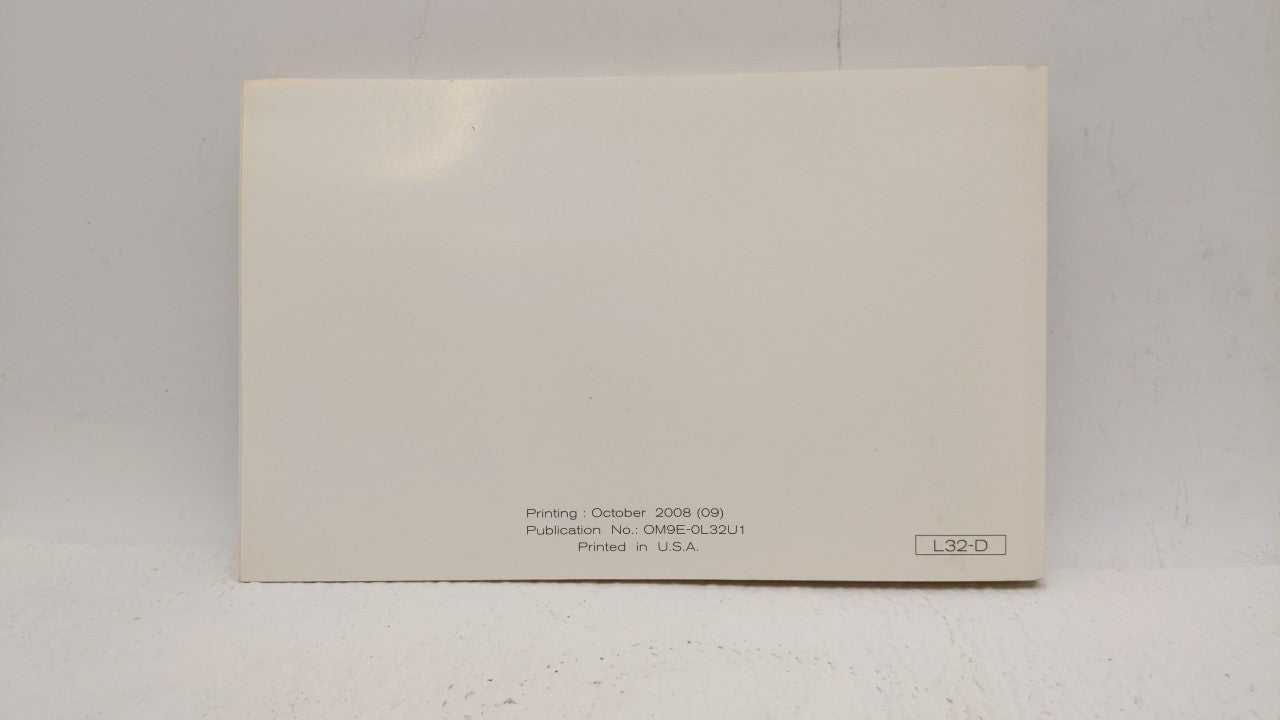 Printing : October 2008 (09)
Publication No.: OM9E-0L32U1
Printed in U.S.A.
L32-D